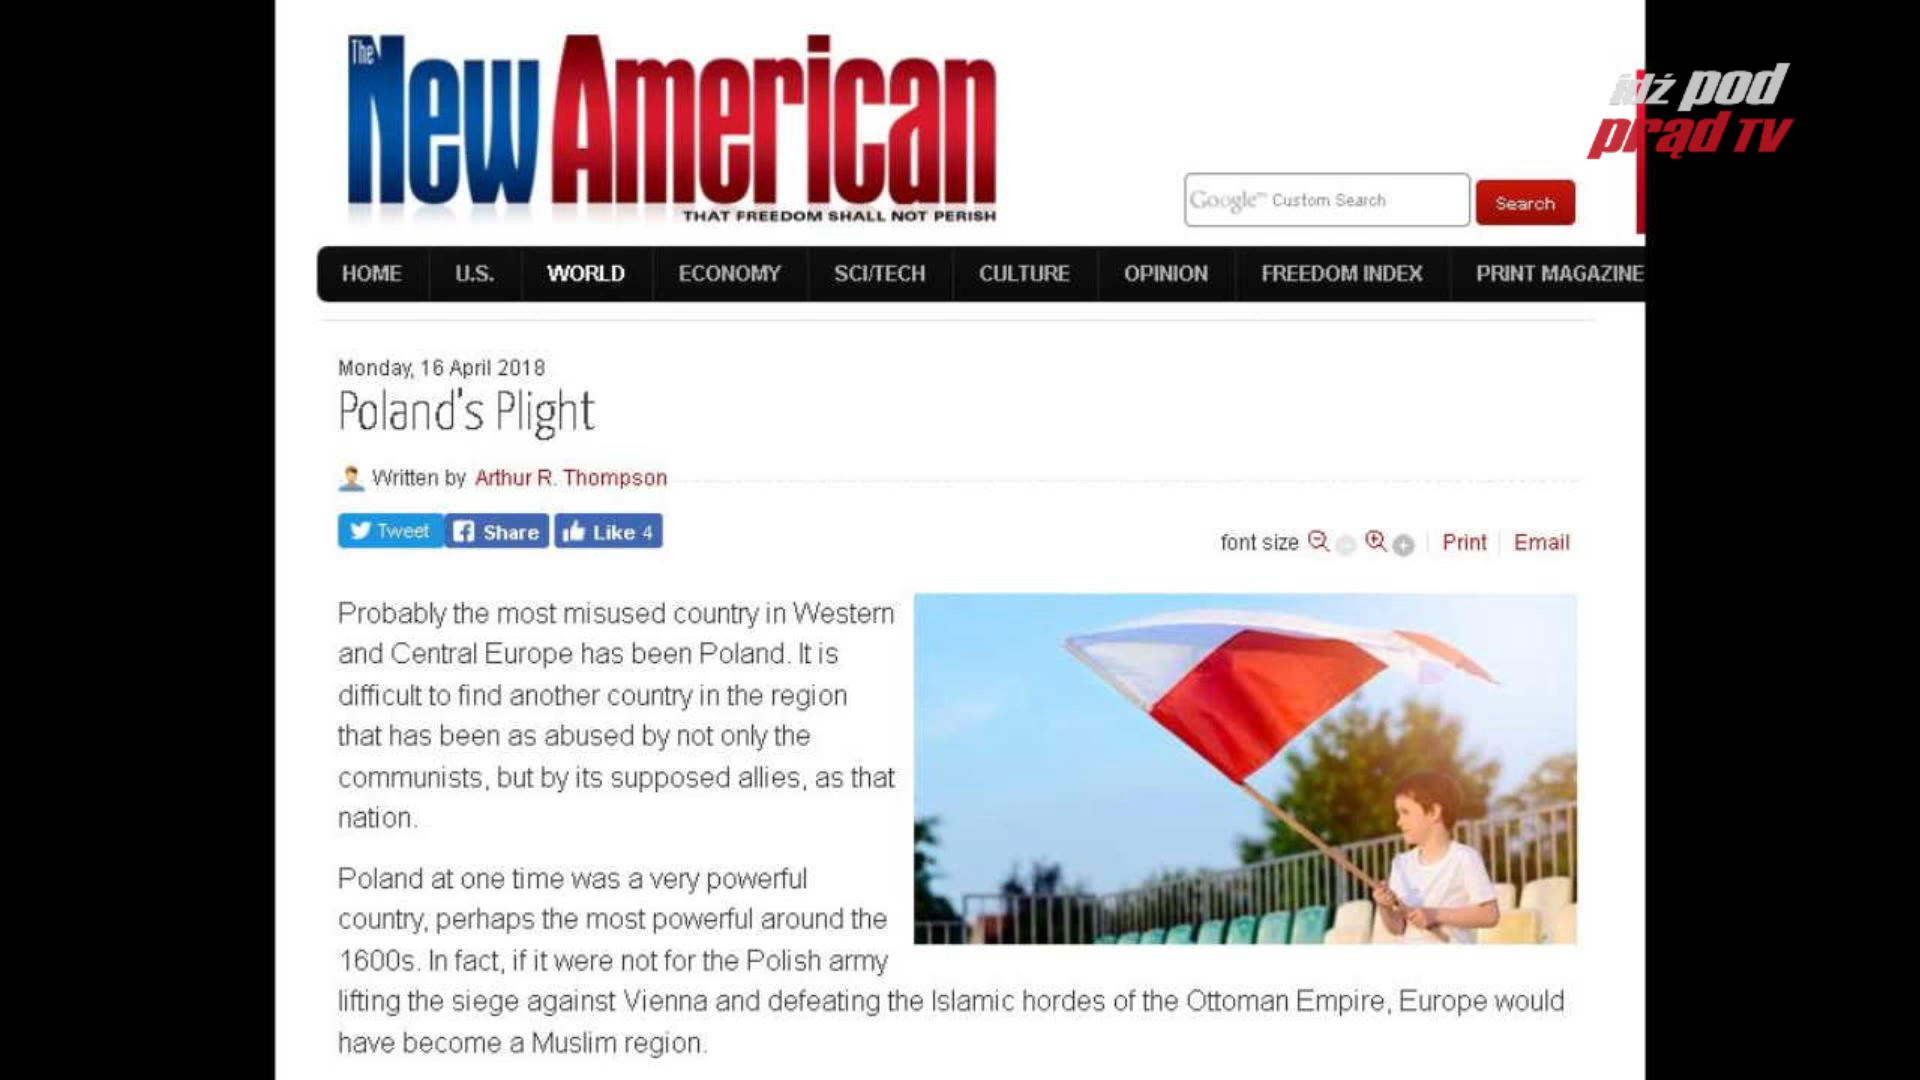 The New American
THAT FREEDOM SHALL NOT PERISH
idź pod
prąd TV
Google™ Custom Search
Search
HOME
U.S.
WORLD
ECONOMY
SCI/TECH
CULTURE
OPINION
FREEDOM INDEX
PRINT MAGAZINE
Monday, 16 April 2018
Poland's Plight
Written by Arthur R. Thompson
Tweet
Share
Like 4
font size
Print
Email
Probably the most misused country in Western
and Central Europe has been Poland. It is
difficult to find another country in the region
that has been as abused by not only the
communists, but by its supposed allies, as that
nation.
Poland at one time was a very powerful
country, perhaps the most powerful around the
1600s. In fact, if it were not for the Polish army
lifting the siege against Vienna and defeating the Islamic hordes of the Ottoman Empire, Europe would
have become a Muslim region.